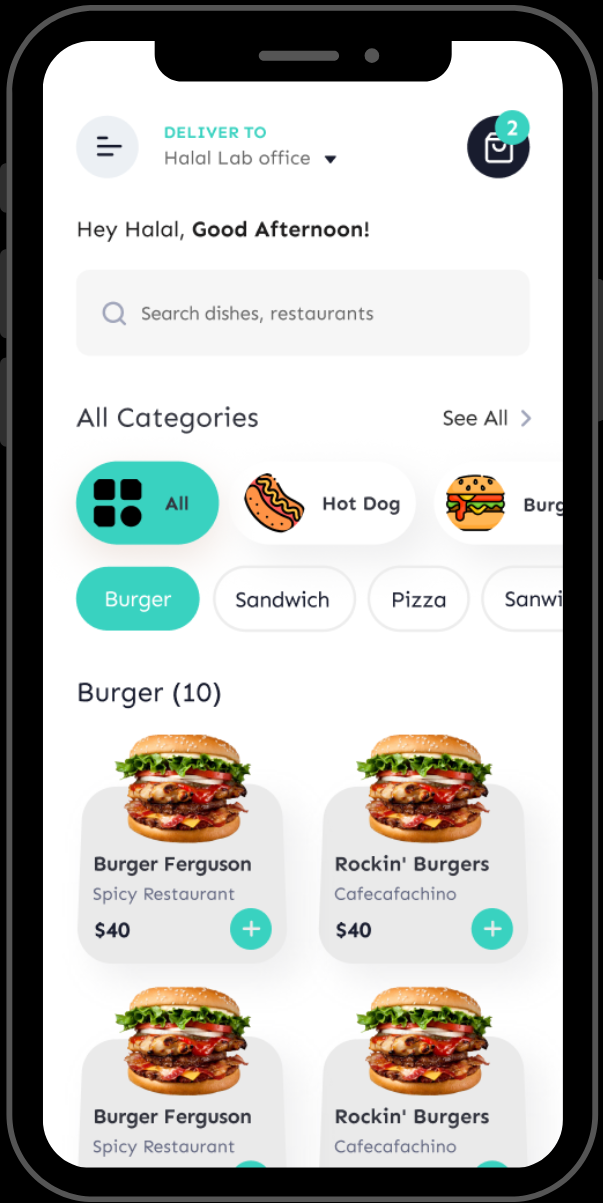 DELIVER TO
Halal Lab office
2
Hey Halal, Good Afternoon!
Search dishes, restaurants
All Categories
See All
All
Hot Dog
Burg
Burger
Sandwich
Pizza
Sanwi
Burger (10)
Burger Ferguson
Spicy Restaurant
$40
Rockin' Burgers
Cafecafachino
$40
Burger Ferguson
Spicy Restaurant
Rockin' Burgers
Cafecafachino